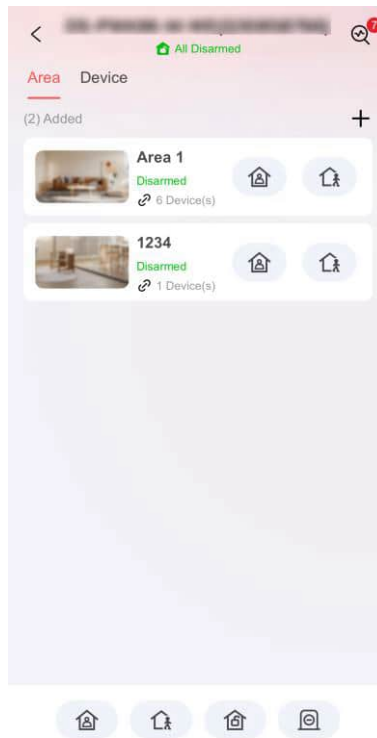 7
All Disarmed
Area Device
(2) Added
Area 1
Disarmed
6 Device(s)
1234
Disarmed
1 Device(s)